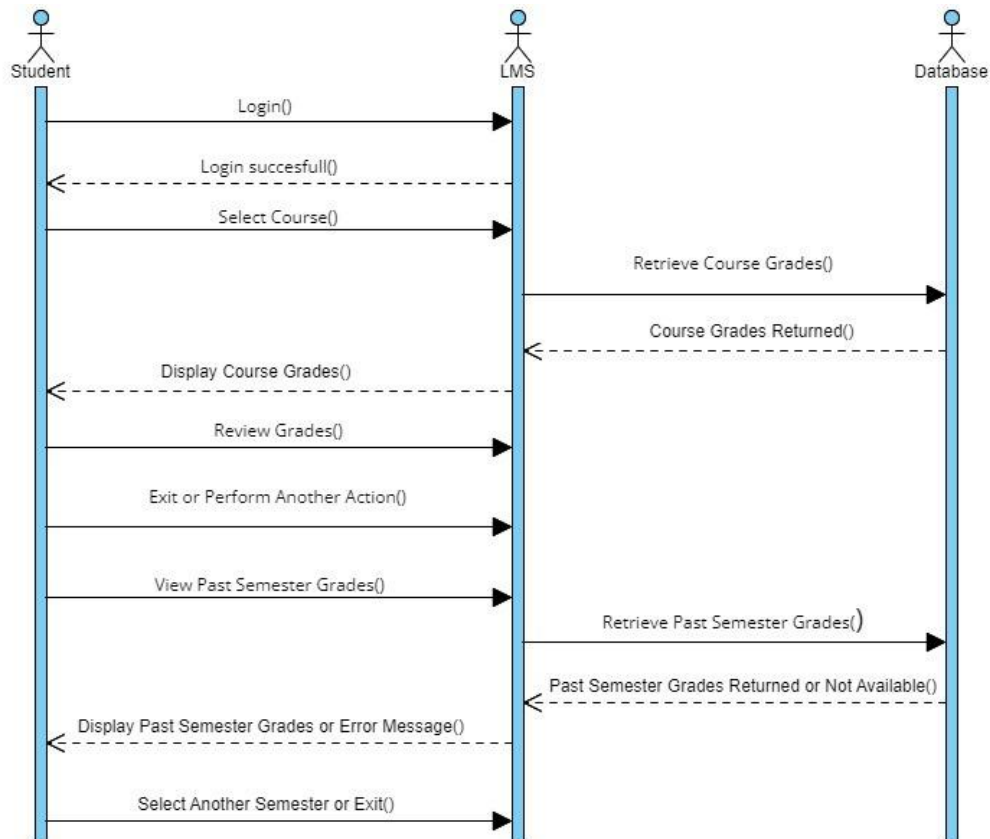 Student
LMS
Database
Login()
Login succesfull()
Select Course()
Retrieve Course Grades()
Course Grades Returned()
Display Course Grades()
Review Grades()
Exit or Perform Another Action()
View Past Semester Grades()
Retrieve Past Semester Grades()
Past Semester Grades Returned or Not Available()
Display Past Semester Grades or Error Message()
Select Another Semester or Exit()